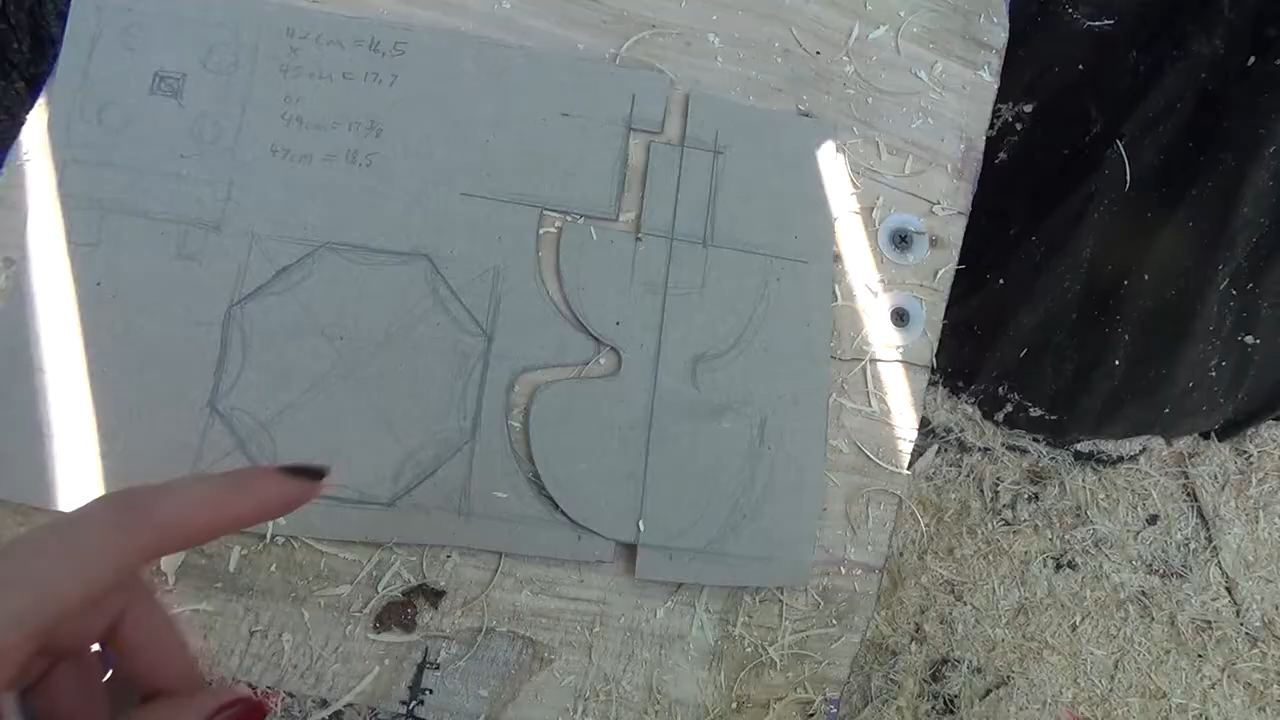 42cm = 16,5
x
45cm = 17,7
or
49cm = 17 3/8
47cm = 18,5